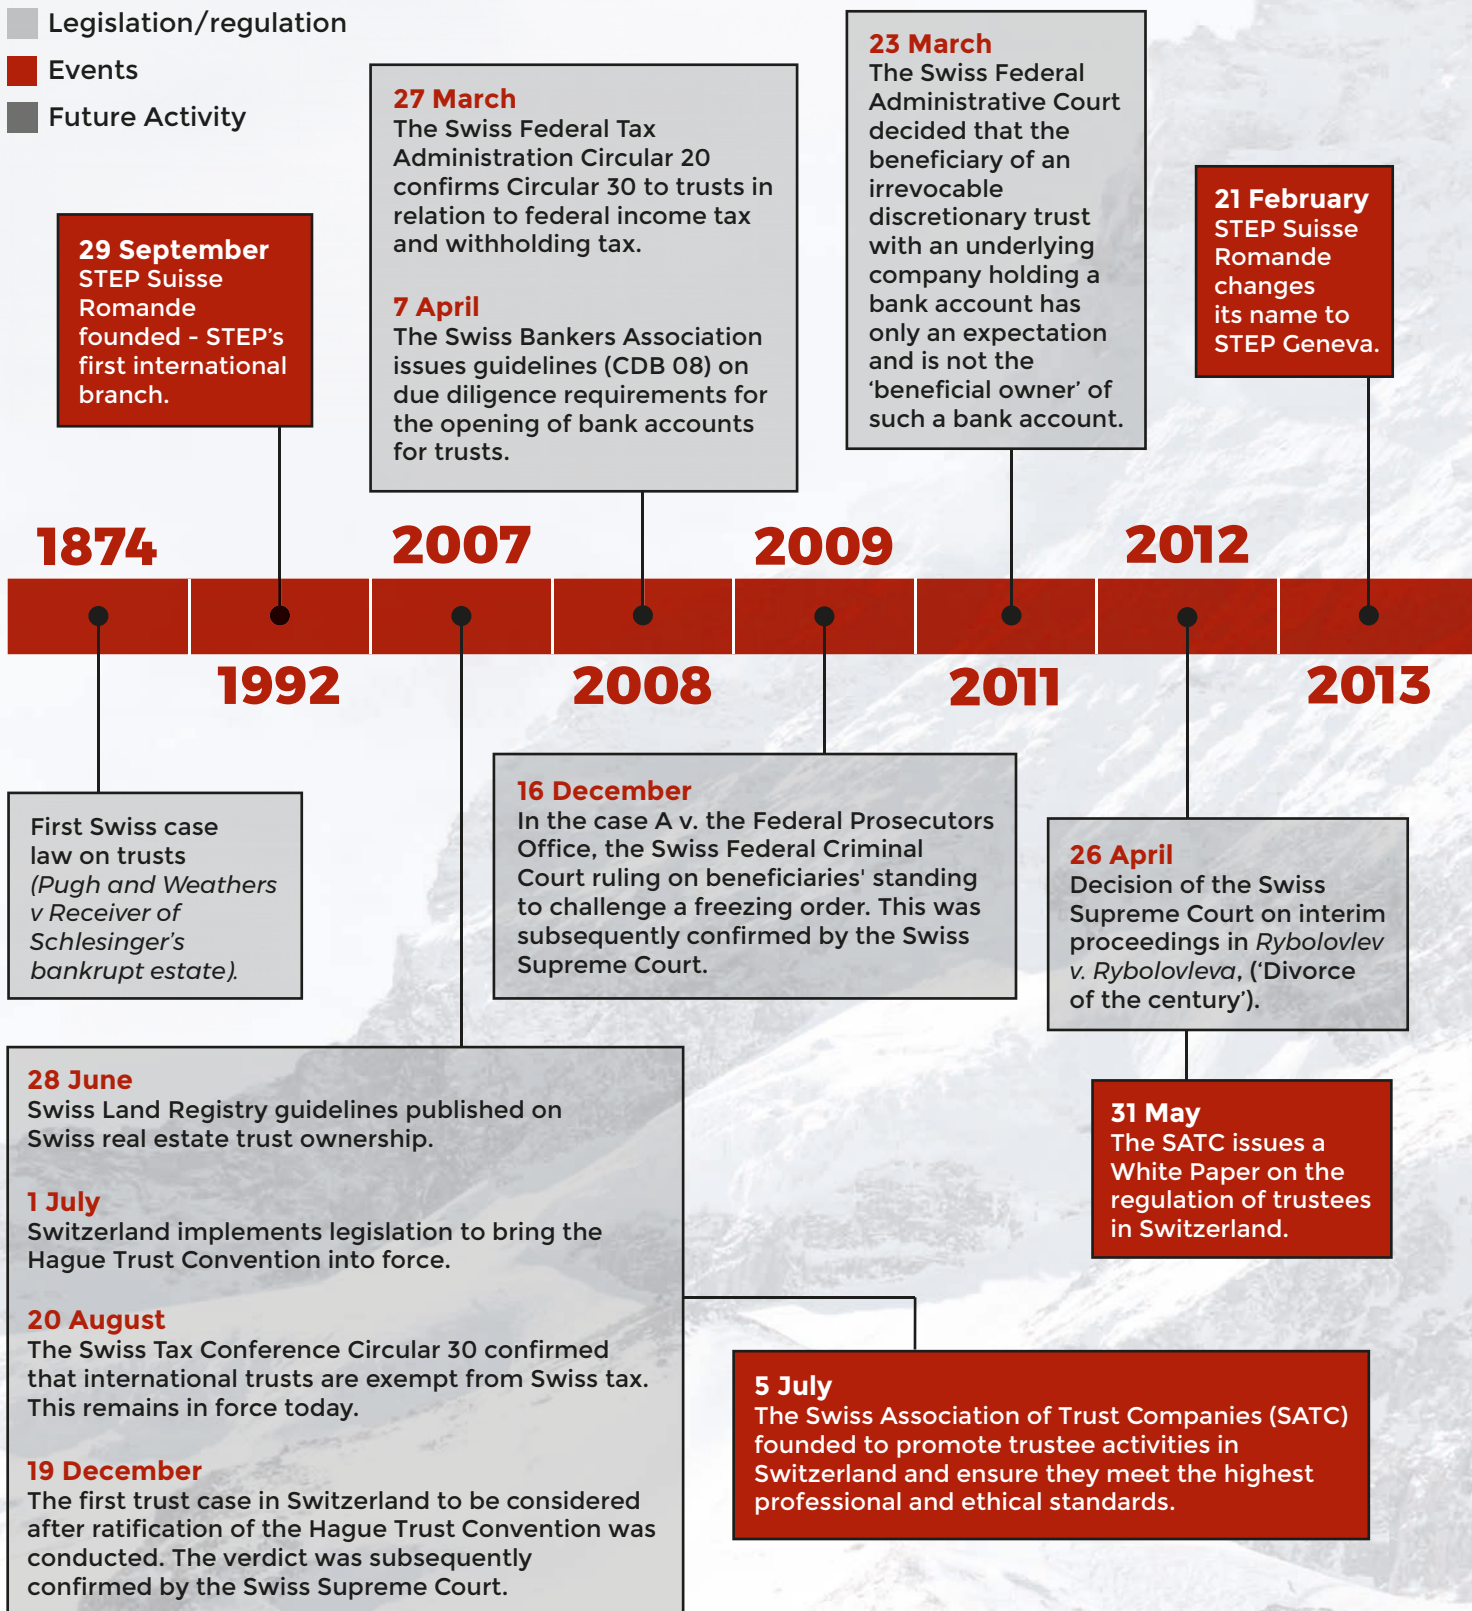 Legislation/regulation
Events
Future Activity
29 September
STEP Suisse
Romande
founded - STEP's
first international
branch.
27 March
The Swiss Federal Tax
Administration Circular 20
confirms Circular 30 to trusts in
relation to federal income tax
and withholding tax.
7 April
The Swiss Bankers Association
issues guidelines (CDB 08) on
due diligence requirements for
the opening of bank accounts
for trusts.
23 March
The Swiss Federal
Administrative Court
decided that the
beneficiary of an
irrevocable
discretionary trust
with an underlying
company holding a
bank account has
only an expectation
and is not the
‘beneficial owner’ of
such a bank account.
21 February
STEP Suisse
Romande
changes
its name to
STEP Geneva.
1874
2007
2009
2012
1992
2008
2011
2013
First Swiss case
law on trusts
(Pugh and Weathers
v Receiver of
Schlesinger's
bankrupt estate).
16 December
In the case A v. the Federal Prosecutors
Office, the Swiss Federal Criminal
Court ruling on beneficiaries' standing
to challenge a freezing order. This was
subsequently confirmed by the Swiss
Supreme Court.
26 April
Decision of the Swiss
Supreme Court on interim
proceedings in Rybolovlev
v. Rybolovleva, (‘Divorce
of the century’).
31 May
The SATC issues a
White Paper on the
regulation of trustees
in Switzerland.
28 June
Swiss Land Registry guidelines published on
Swiss real estate trust ownership.
1 July
Switzerland implements legislation to bring the
Hague Trust Convention into force.
20 August
The Swiss Tax Conference Circular 30 confirmed
that international trusts are exempt from Swiss tax.
This remains in force today.
19 December
The first trust case in Switzerland to be considered
after ratification of the Hague Trust Convention was
conducted. The verdict was subsequently
confirmed by the Swiss Supreme Court.
5 July
The Swiss Association of Trust Companies (SATC)
founded to promote trustee activities in
Switzerland and ensure they meet the highest
professional and ethical standards.